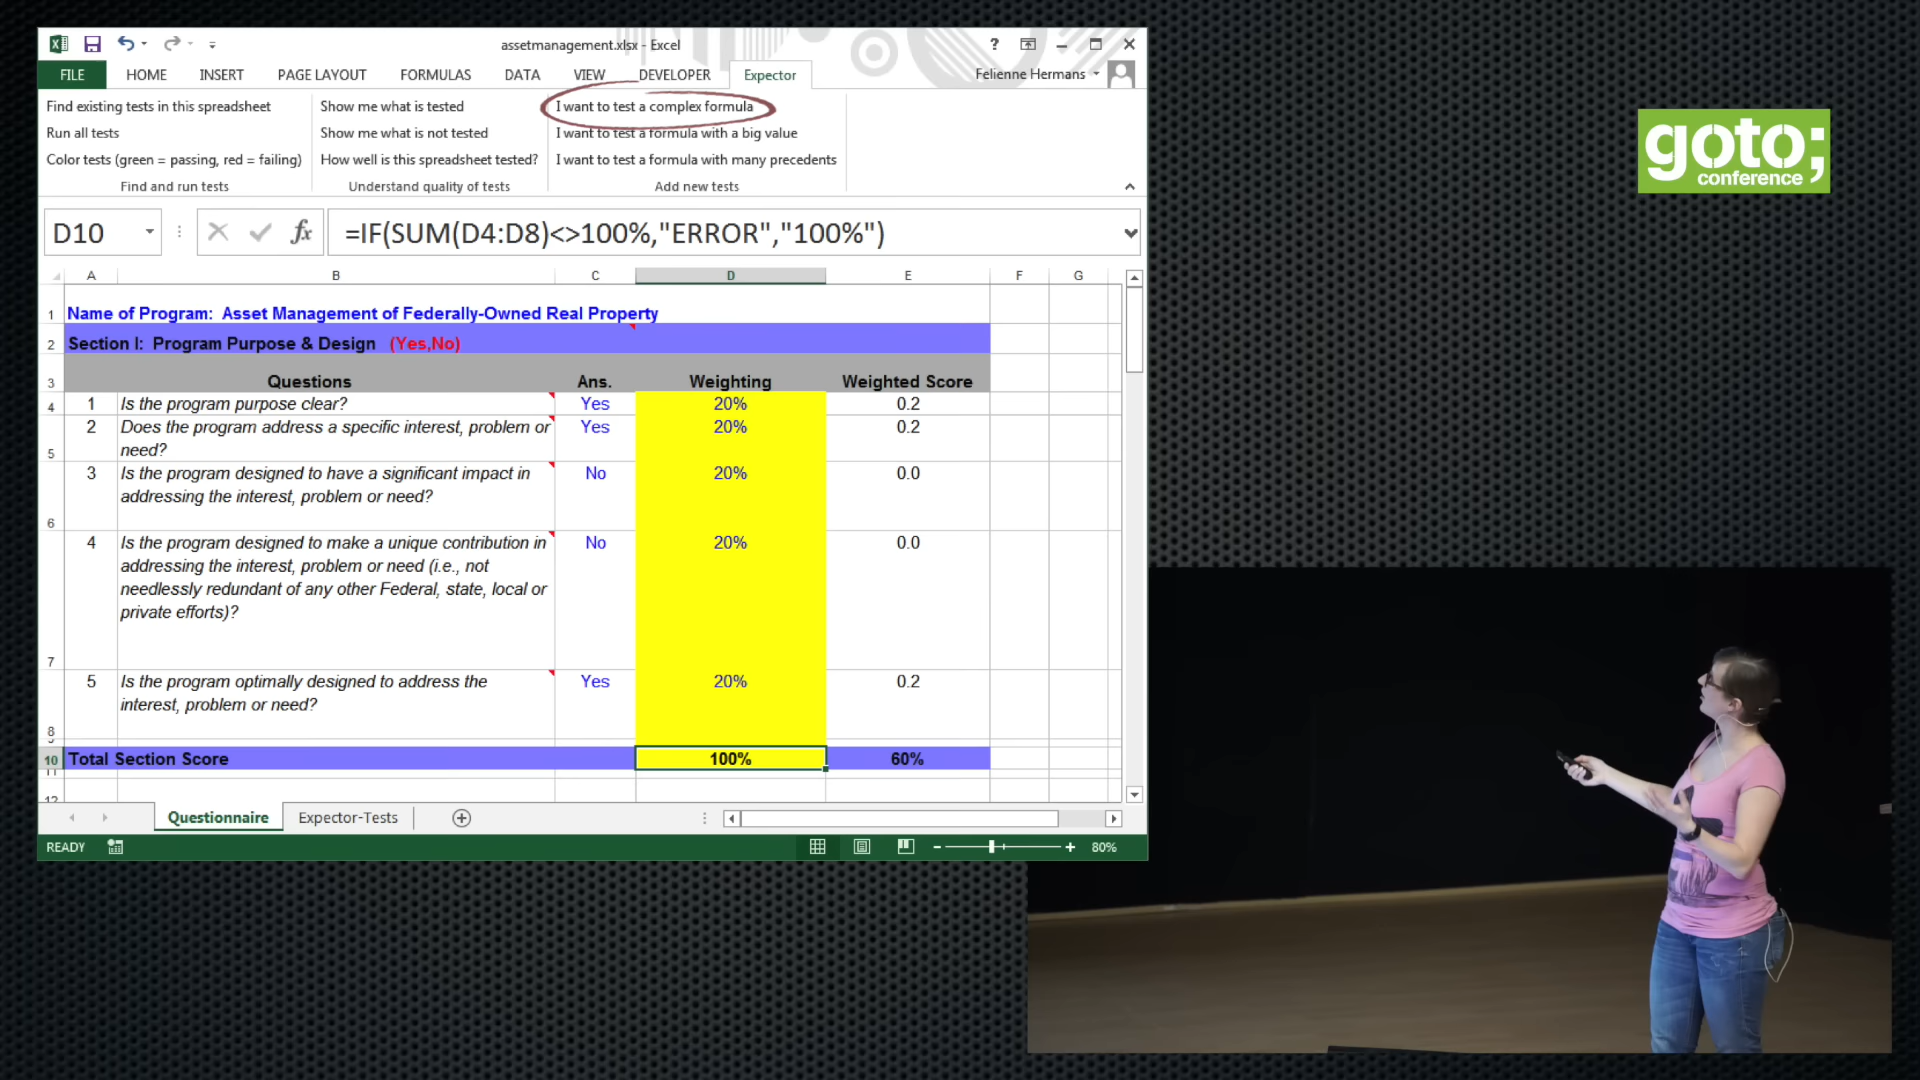 assetmanagement.xlsx - Excel
?
FILE HOME INSERT PAGE LAYOUT FORMULAS DATA VIEW DEVELOPER Expector Felienne Hermans
Find existing tests in this spreadsheet
Run all tests
Color tests (green = passing, red = failing)
Find and run tests
Show me what is tested
Show me what is not tested
How well is this spreadsheet tested?
Understand quality of tests
I want to test a complex formula
I want to test a formula with a big value
I want to test a formula with many precedents
Add new tests
D10 fx =IF(SUM(D4:D8)<>100%,"ERROR","100%")
A B C D E F G
1 Name of Program: Asset Management of Federally-Owned Real Property
2 Section I: Program Purpose & Design (Yes,No)
3 Questions Ans. Weighting Weighted Score
4 1 Is the program purpose clear? Yes 20% 0.2
2 Does the program address a specific interest, problem or Yes 20% 0.2
5 need?
3 Is the program designed to have a significant impact in No 20% 0.0
addressing the interest, problem or need?
6
4 Is the program designed to make a unique contribution in No 20% 0.0
addressing the interest, problem or need (i.e., not
needlessly redundant of any other Federal, state, local or
private efforts)?
7
5 Is the program optimally designed to address the Yes 20% 0.2
interest, problem or need?
8
10 Total Section Score 100% 60%
11
12
Questionnaire Expector-Tests
READY 80%
goto;
conference